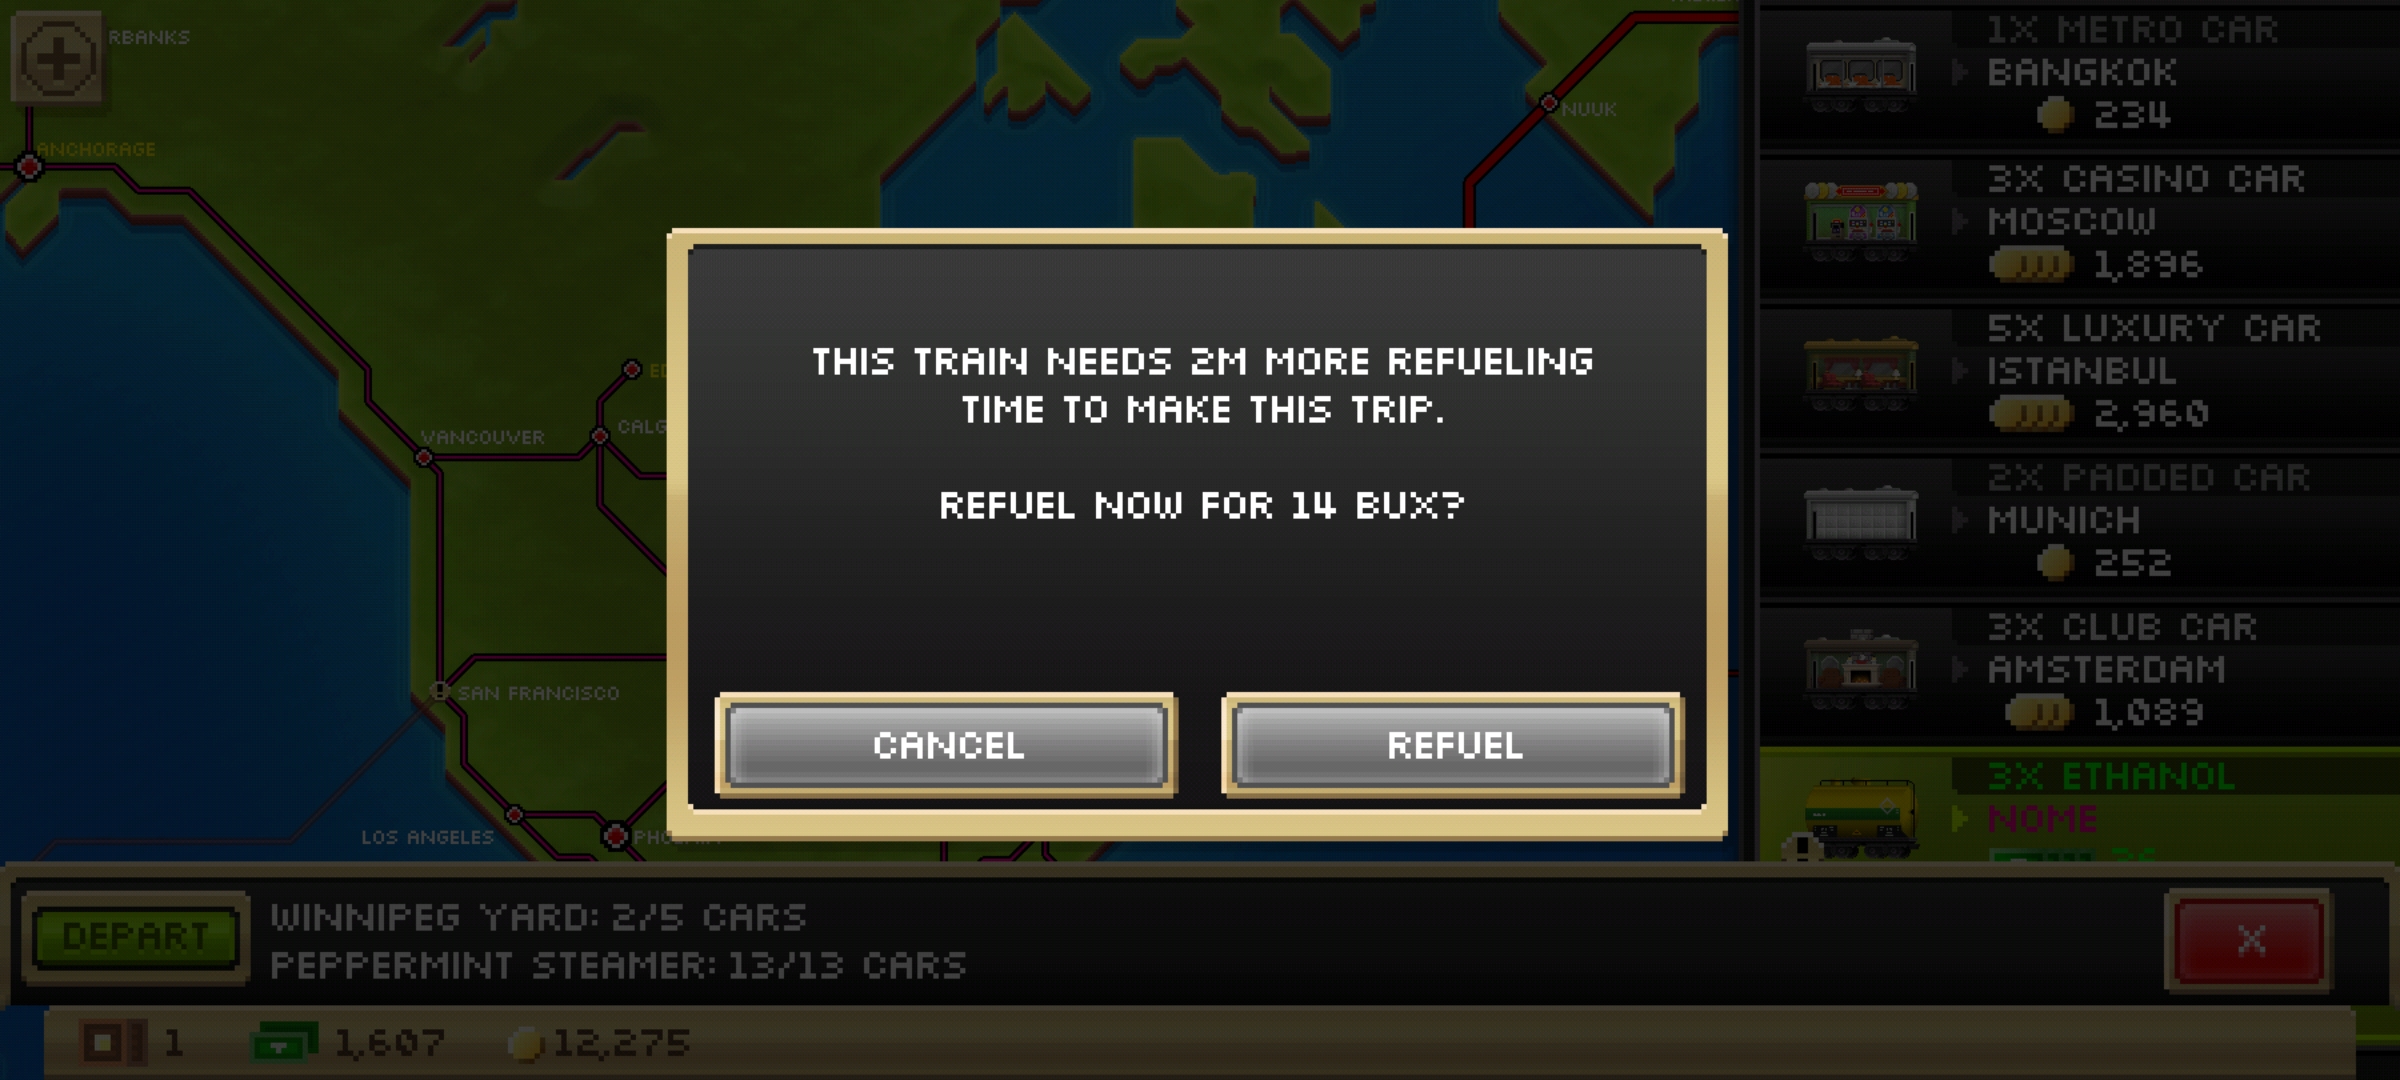 RBANKS
ANCHORAGE
NUUK
VANCOUVER
CALG
SAN FRANCISCO
LOS ANGELES
THIS TRAIN NEEDS 2M MORE REFUELING
TIME TO MAKE THIS TRIP.
REFUEL NOW FOR 14 BUX?
CANCEL
REFUEL
1X METRO CAR
BANGKOK
234
3X CASINO CAR
MOSCOW
1,896
5X LUXURY CAR
ISTANBUL
2,960
2X PADDED CAR
MUNICH
252
3X CLUB CAR
AMSTERDAM
1,089
3X ETHANOL
NOME
DEPART
WINNIPEG YARD: 2/5 CARS
PEPPERMINT STEAMER: 13/13 CARS
X
1
1,607
12,275